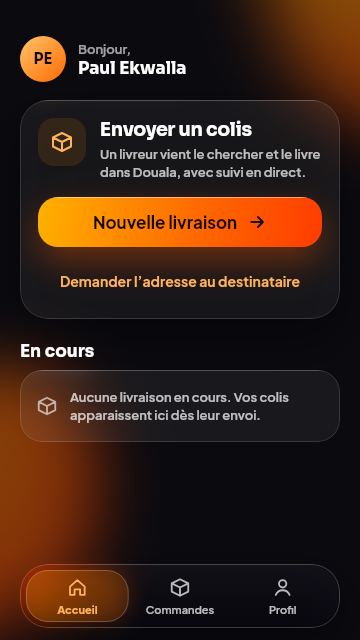 PE
Bonjour,
Paul Ekwalla
Envoyer un colis
Un livreur vient le chercher et le livre
dans Douala, avec suivi en direct.
Nouvelle livraison →
Demander l’adresse au destinataire
En cours
Aucune livraison en cours. Vos colis
apparaissent ici dès leur envoi.
Accueil
Commandes
Profil